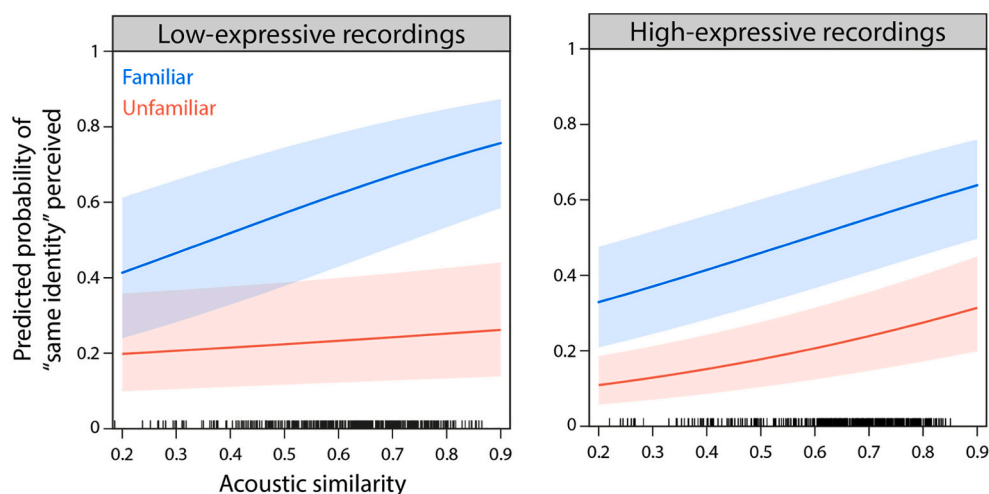 Low-expressive recordings
High-expressive recordings
Predicted probability of
“same identity” perceived
1
0.8
0.6
0.4
0.2
0
Familiar
Unfamiliar
0.2 0.3 0.4 0.5 0.6 0.7 0.8 0.9
Acoustic similarity
1
0.8
0.6
0.4
0.2
0
0.2 0.3 0.4 0.5 0.6 0.7 0.8 0.9